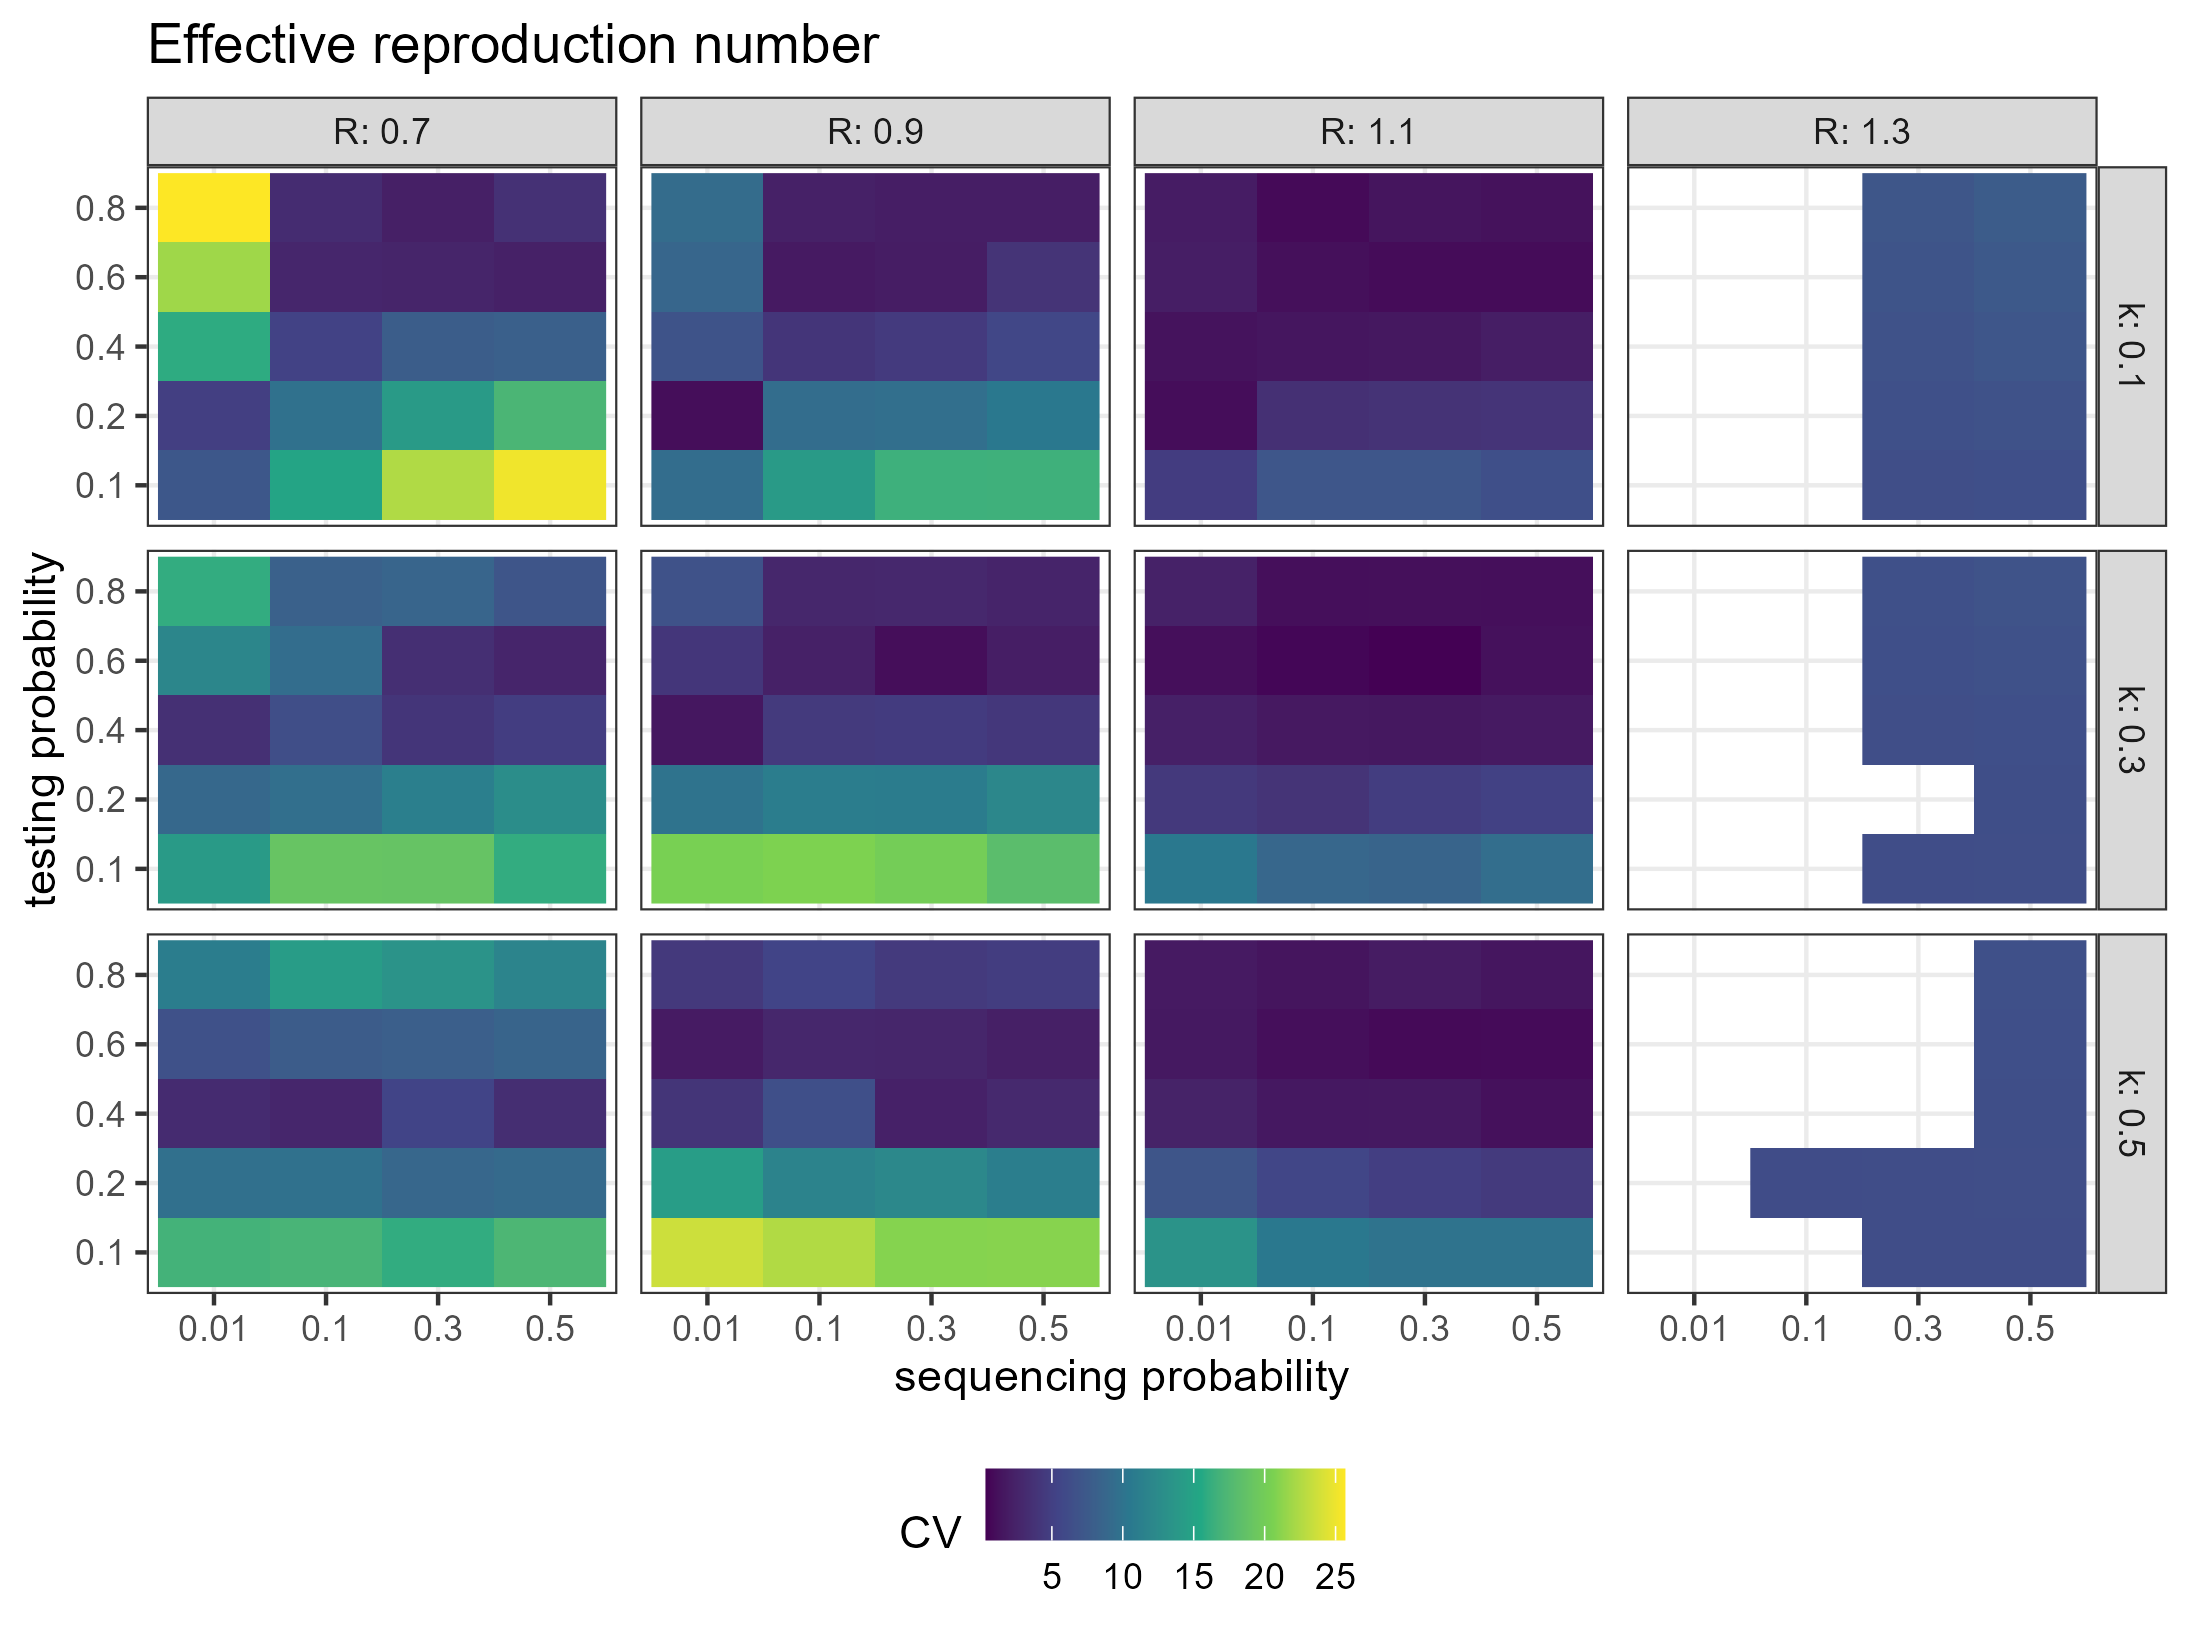 Effective reproduction number
R: 0.7
R: 0.9
R: 1.1
R: 1.3
0.8
0.6
0.4
0.2
0.1
k: 0.1
testing probability
0.8
0.6
0.4
0.2
0.1
k: 0.3
0.8
0.6
0.4
0.2
0.1
k: 0.5
0.01 0.1 0.3 0.5
0.01 0.1 0.3 0.5
0.01 0.1 0.3 0.5
0.01 0.1 0.3 0.5
sequencing probability
CV
5 10 15 20 25